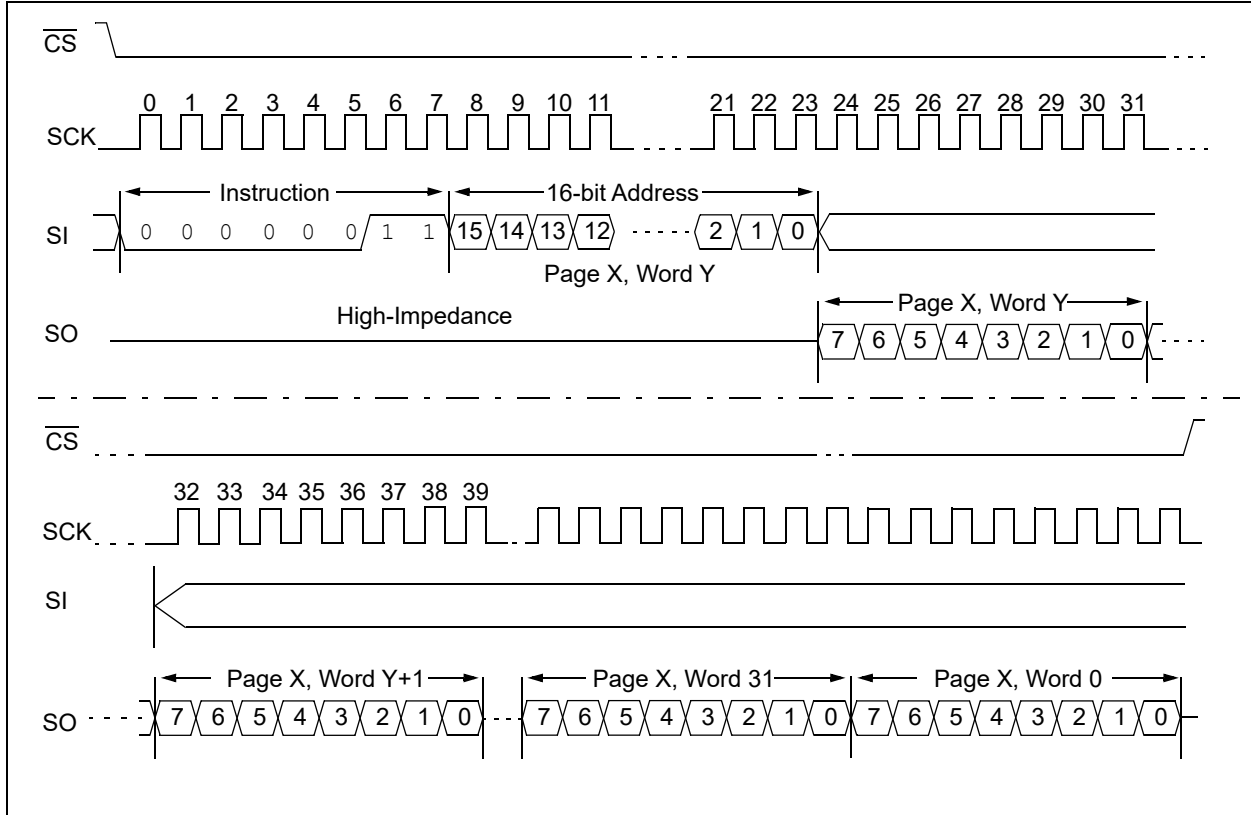 CS
0 1 2 3 4 5 6 7 8 9 10 11 21 22 23 24 25 26 27 28 29 30 31
SCK
Instruction 16-bit Address
SI 0 0 0 0 0 0 1 1 15 14 13 12 2 1 0
Page X, Word Y
High-Impedance Page X, Word Y
SO 7 6 5 4 3 2 1 0
CS
32 33 34 35 36 37 38 39
SCK
SI
Page X, Word Y+1 Page X, Word 31 Page X, Word 0
SO 7 6 5 4 3 2 1 0 7 6 5 4 3 2 1 0 7 6 5 4 3 2 1 0